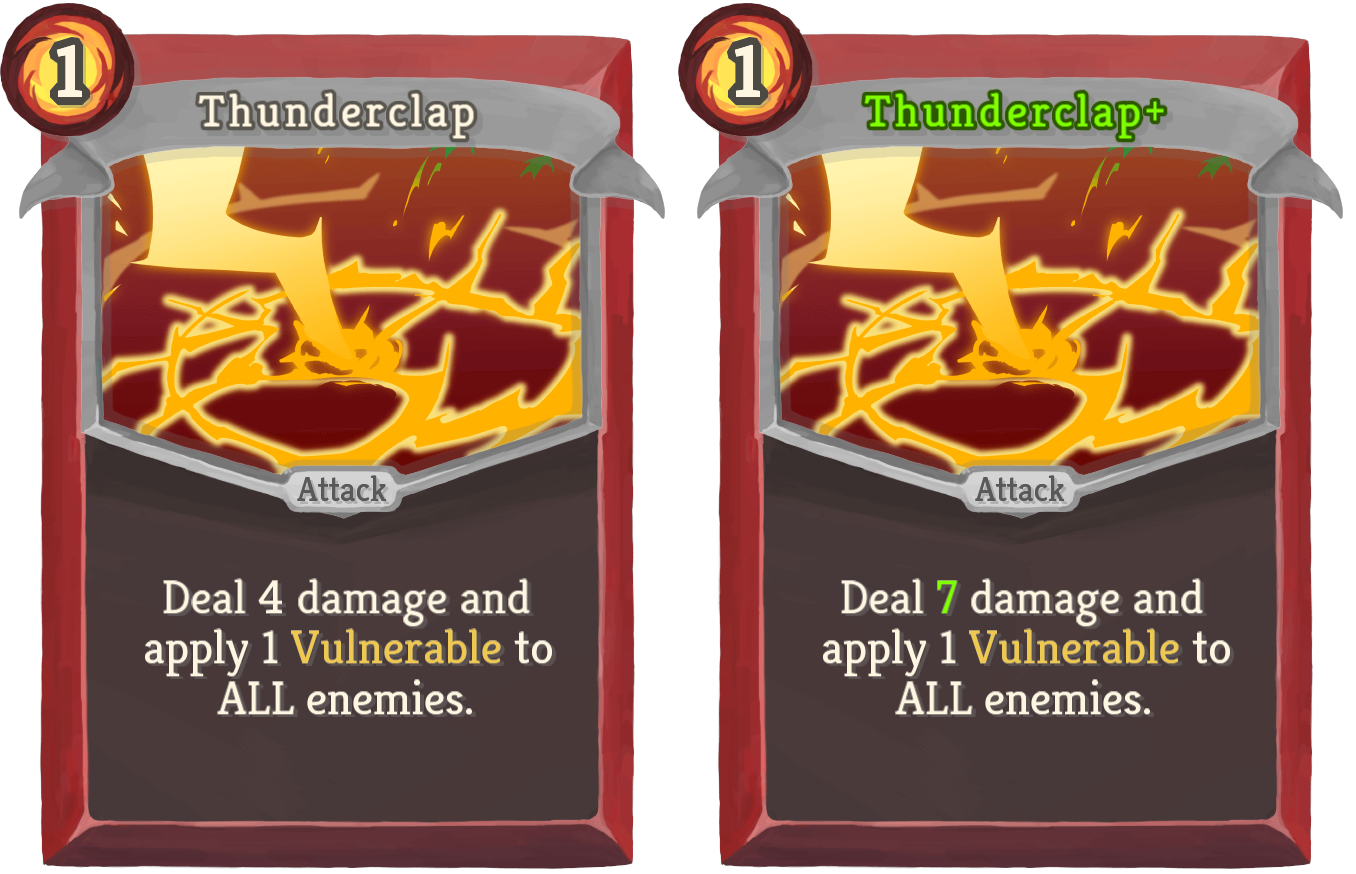 1
Thunderclap
Attack
Deal 4 damage and
apply 1 Vulnerable to
ALL enemies.
1
Thunderclap+
Attack
Deal 7 damage and
apply 1 Vulnerable to
ALL enemies.